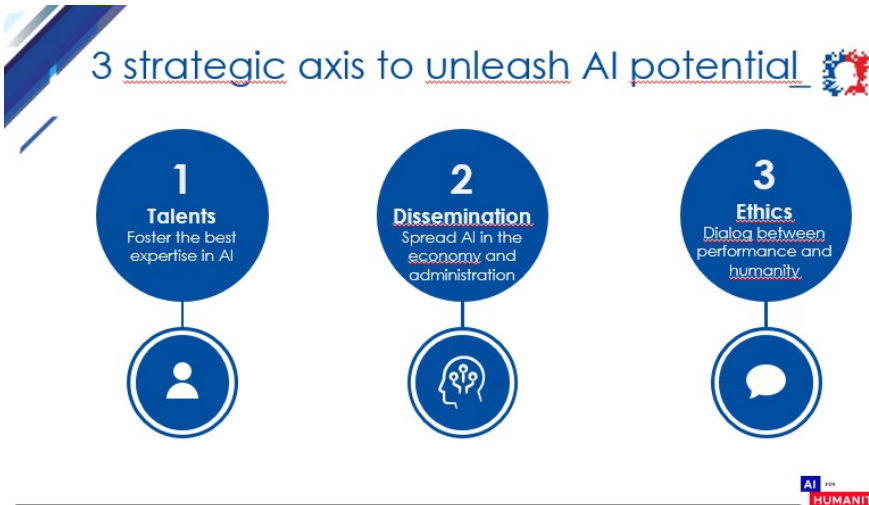 3 strategic axis to unleash AI potential_
1
Talents
Foster the best
expertise in AI
2
Dissemination
Spread AI in the
economy and
administration
3
Ethics
Dialog between
performance and
humanity
AI FOR
HUMANIT